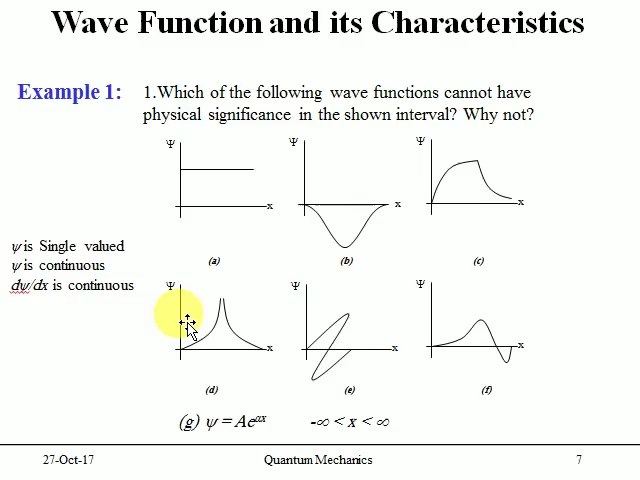 Wave Function and its Characteristics
Example 1: 1.Which of the following wave functions cannot have
physical significance in the shown interval? Why not?
Ψ Ψ Ψ
x x x
(a) (b) (c)
ψ is Single valued
ψ is continuous
dψ/dx is continuous
Ψ Ψ Ψ
x x x
(d) (e) (f)
(g) ψ = Ae^αx -∞ < x < ∞
27-Oct-17 Quantum Mechanics 7